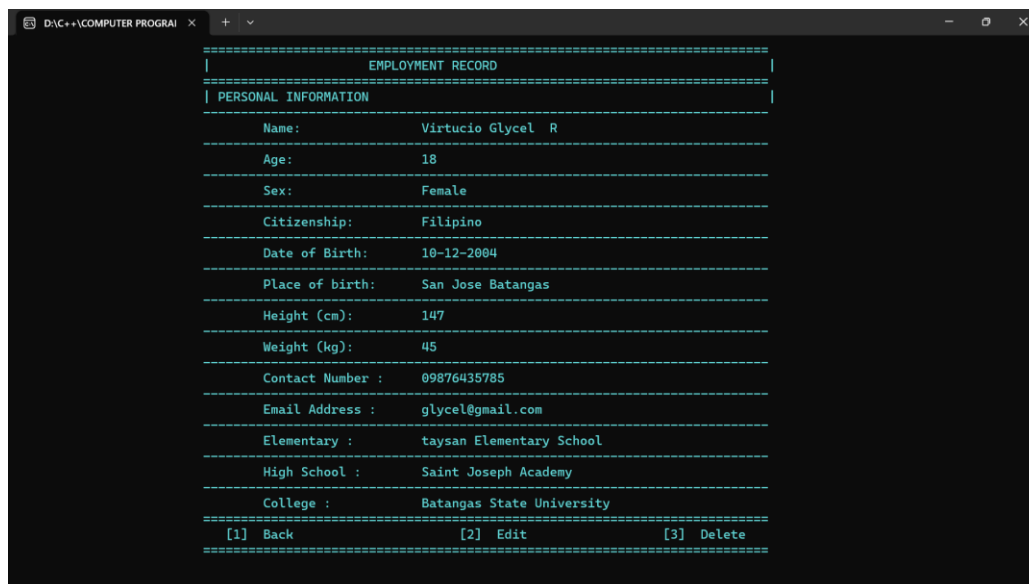 D:\C++\COMPUTER PROGRAI
EMPLOYMENT RECORD
PERSONAL INFORMATION
Name: Virtucio Glycel  R
Age: 18
Sex: Female
Citizenship: Filipino
Date of Birth: 10-12-2004
Place of birth: San Jose Batangas
Height (cm): 147
Weight (kg): 45
Contact Number : 09876435785
Email Address : glycel@gmail.com
Elementary : taysan Elementary School
High School : Saint Joseph Academy
College : Batangas State University
[1] Back [2] Edit [3] Delete